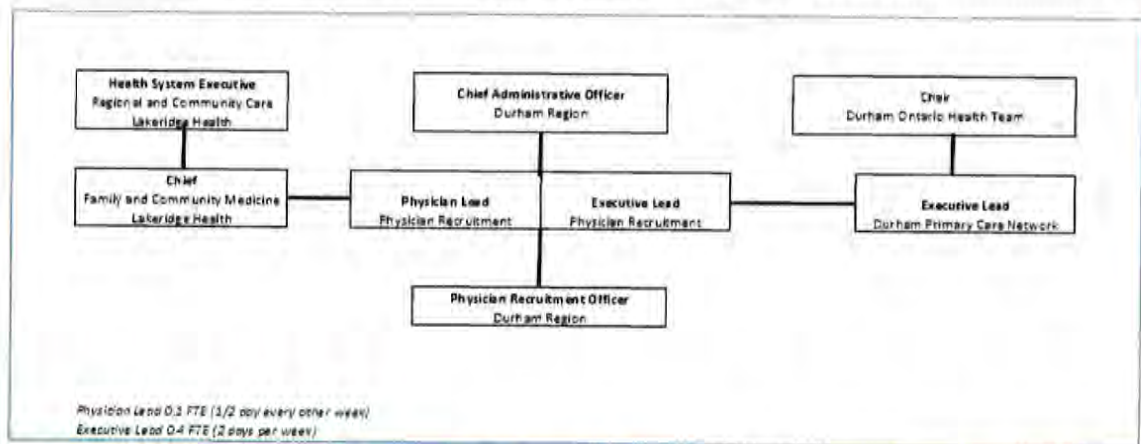 Health System Executive
Regional and Community Care
Lakeridge Health
Chief Administrative Officer
Durham Region
Chair
Durham Ontario Health Team
Chief
Family and Community Medicine
Lakeridge Health
Physician Lead
Physician Recruitment
Executive Lead
Physician Recruitment
Executive Lead
Durham Primary Care Network
Physician Recruitment Officer
Durham Region
Physician Lead FTE (1/2 day every other week)
Executive Lead 0.4 FTE (2 days per week)